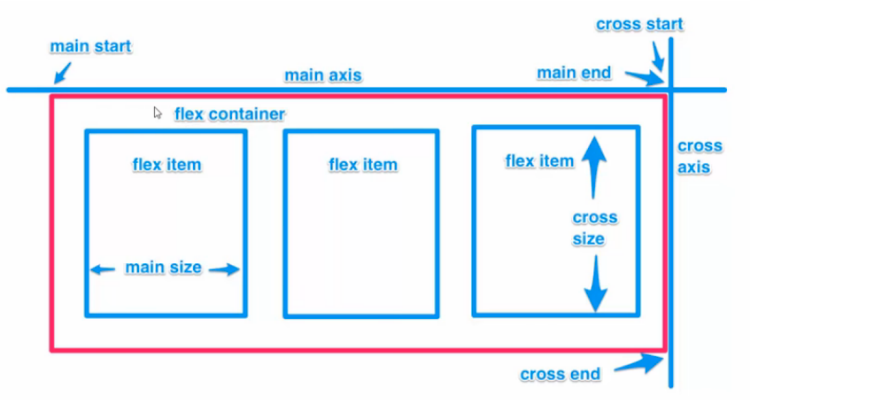 cross start
main start
main axis
main end
flex container
cross
axis
flex item
flex item
flex item
cross
size
main size
cross end